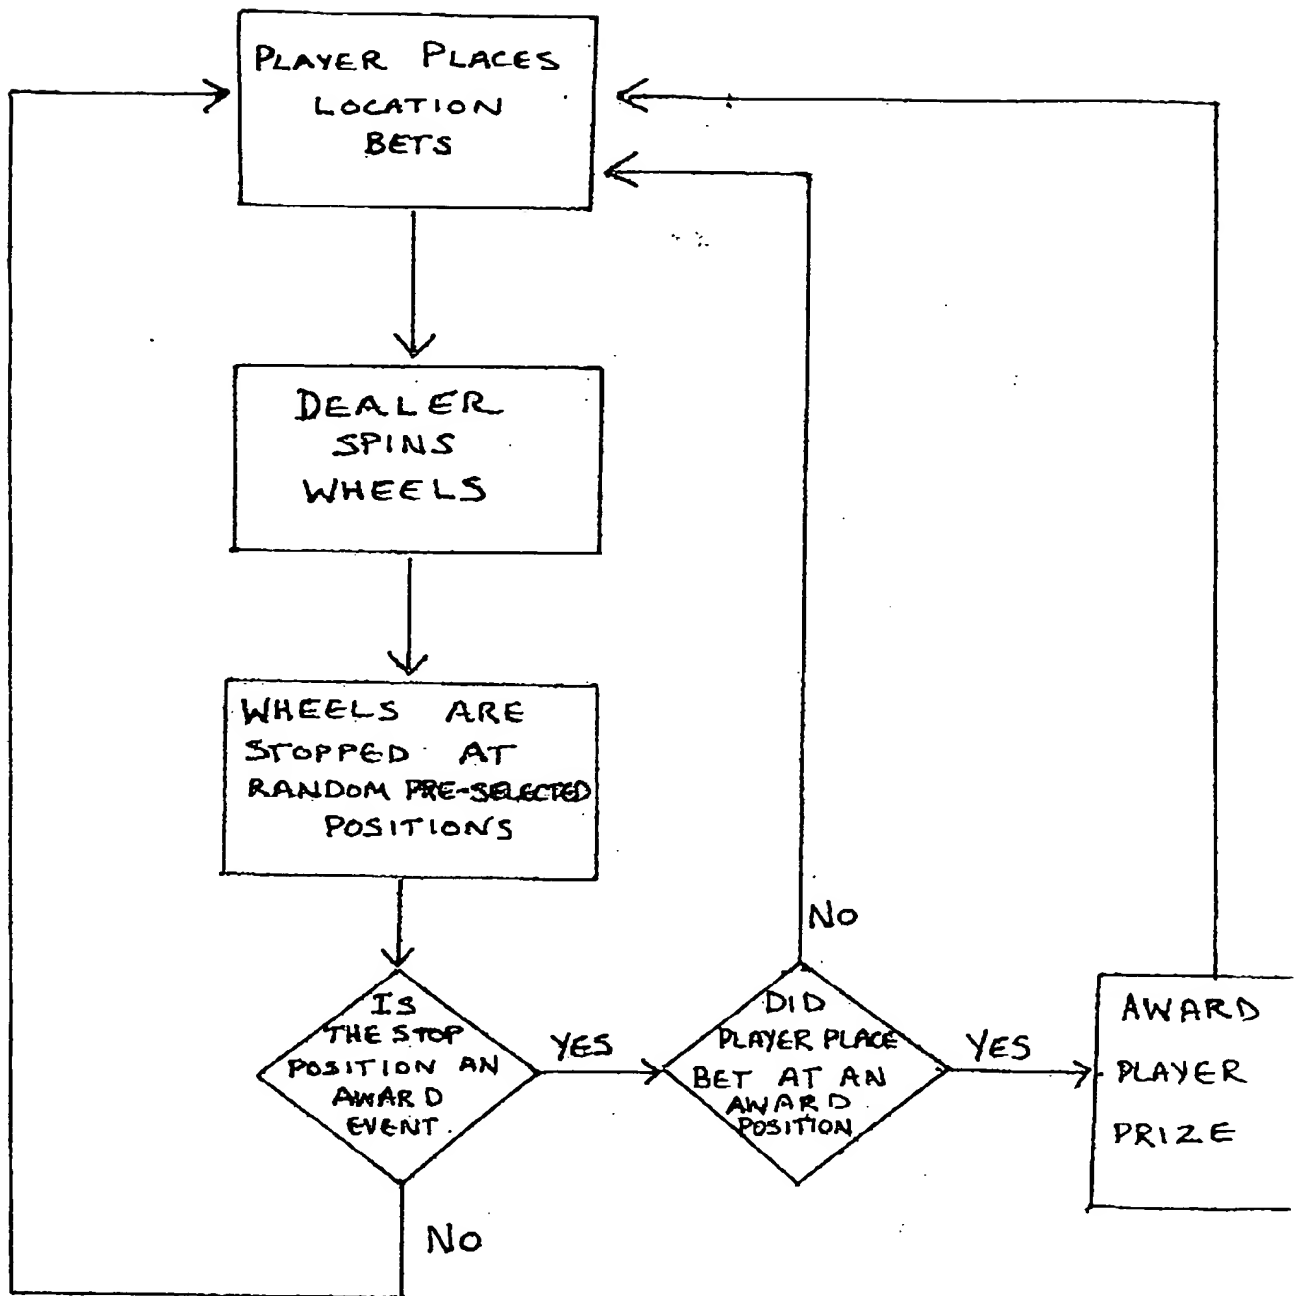 PLAYER PLACES
LOCATION
BETS
DEALER
SPINS
WHEELS
WHEELS ARE
STOPPED AT
RANDOM PRE-SELECTED
POSITIONS
IS
THE STOP
POSITION AN
AWARD
EVENT
YES
NO
DID
PLAYER PLACE
BET AT AN
AWARD
POSITION
NO
YES
AWARD
PLAYER
PRIZE